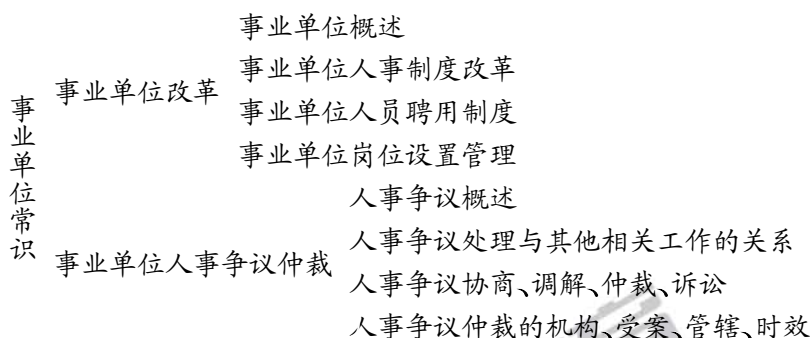 事业单位常识
事业单位改革
事业单位概述
事业单位人事制度改革
事业单位人员聘用制度
事业单位岗位设置管理
事业单位人事争议仲裁
人事争议概述
人事争议处理与其他相关工作的关系
人事争议协商、调解、仲裁、诉讼
人事争议仲裁的机构、受案、管辖、时效